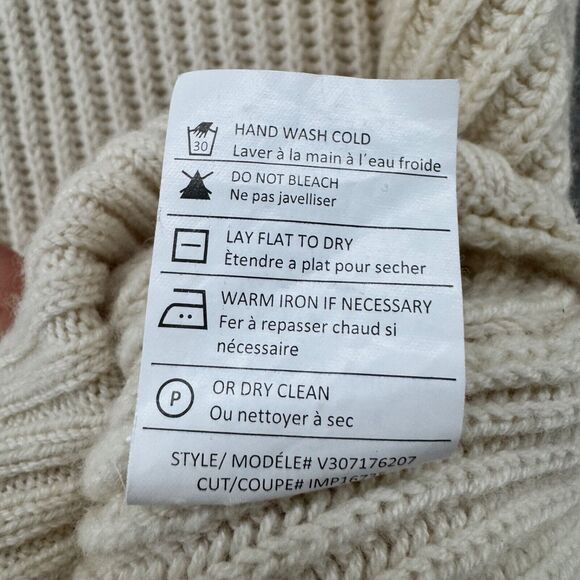 30
HAND WASH COLD
Laver à la main à l'eau froide
DO NOT BLEACH
Ne pas javelliser
LAY FLAT TO DRY
Ètendre a plat pour secher
WARM IRON IF NECESSARY
Fer à repasser chaud si
nécessaire
P
OR DRY CLEAN
Ou nettoyer à sec
STYLE/ MODÉLE# V307176207
CUT/COUPE#